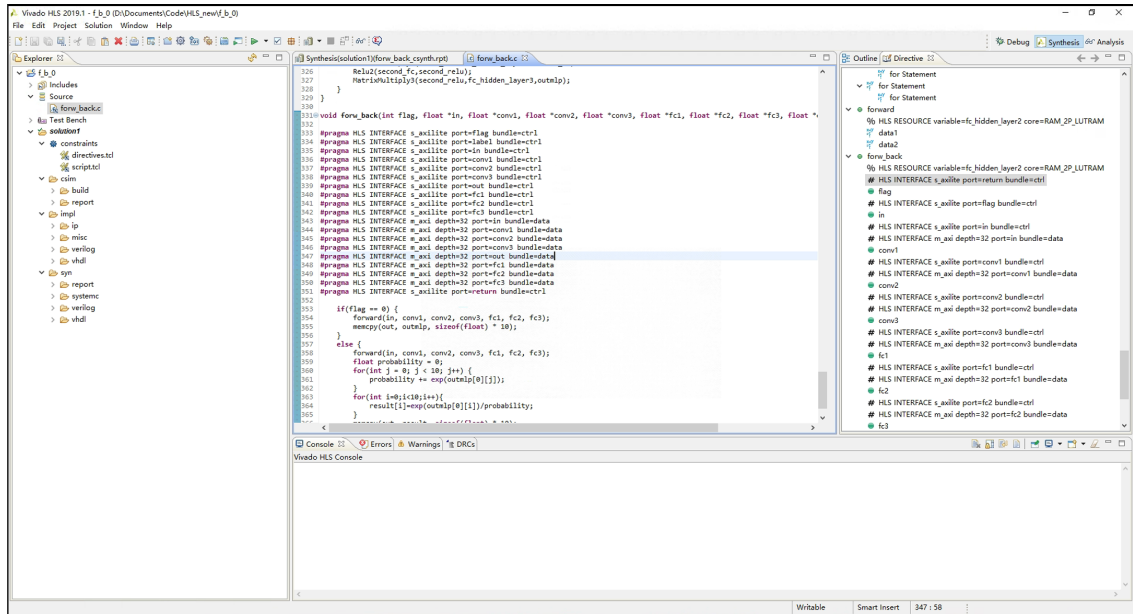 Vivado HLS 2019.1 - f_b_0 (D:\Documents\Code\HLS_new\f_b_0)
File Edit Project Solution Window Help
Debug Synthesis Analysis
Explorer
f_b_0
Includes
Source
forw_back.c
Test Bench
solution1
constraints
directives.tcl
script.tcl
csim
build
report
impl
ip
misc
verilog
vhdl
syn
report
systemc
verilog
vhdl
Synthesis(solution1)(forw_back_csynth.rpt) forw_back.c
326 Relu2(second_fc,second_relu);
327 MatrixMultiply3(second_relu,fc_hidden_layer3,outmlp);
328 }
329 }
330
331 void forw_back(int flag, float *in, float *conv1, float *conv2, float *conv3, float *fc1, float *fc2, float *fc3, float *
332
333 #pragma HLS INTERFACE s_axilite port=flag bundle=ctrl
334 #pragma HLS INTERFACE s_axilite port=label bundle=ctrl
335 #pragma HLS INTERFACE s_axilite port=in bundle=ctrl
336 #pragma HLS INTERFACE s_axilite port=conv1 bundle=ctrl
337 #pragma HLS INTERFACE s_axilite port=conv2 bundle=ctrl
338 #pragma HLS INTERFACE s_axilite port=conv3 bundle=ctrl
339 #pragma HLS INTERFACE s_axilite port=out bundle=ctrl
340 #pragma HLS INTERFACE s_axilite port=fc1 bundle=ctrl
341 #pragma HLS INTERFACE s_axilite port=fc2 bundle=ctrl
342 #pragma HLS INTERFACE s_axilite port=fc3 bundle=ctrl
343 #pragma HLS INTERFACE m_axi depth=32 port=in bundle=data
344 #pragma HLS INTERFACE m_axi depth=32 port=conv1 bundle=data
345 #pragma HLS INTERFACE m_axi depth=32 port=conv2 bundle=data
346 #pragma HLS INTERFACE m_axi depth=32 port=conv3 bundle=data
347 #pragma HLS INTERFACE m_axi depth=32 port=out bundle=data
348 #pragma HLS INTERFACE m_axi depth=32 port=fc1 bundle=data
349 #pragma HLS INTERFACE m_axi depth=32 port=fc2 bundle=data
350 #pragma HLS INTERFACE m_axi depth=32 port=fc3 bundle=data
351 #pragma HLS INTERFACE s_axilite port=return bundle=ctrl
352
353 if(flag == 0) {
354 forward(in, conv1, conv2, conv3, fc1, fc2, fc3);
355 memcpy(out, outmlp, sizeof(float) * 10);
356 }
357 else {
358 forward(in, conv1, conv2, conv3, fc1, fc2, fc3);
359 float probability = 0;
360 for(int j = 0; j < 10; j++) {
361 probability += exp(outmlp[0][j]);
362 }
363 for(int i=0;i<10;i++){
364 result[i]=exp(outmlp[0][i])/probability;
365 }
Outline Directive
for Statement
for Statement
for Statement
forward
% HLS RESOURCE variable=fc_hidden_layer2 core=RAM_2P_LUTRAM
data1
data2
forw_back
% HLS RESOURCE variable=fc_hidden_layer2 core=RAM_2P_LUTRAM
# HLS INTERFACE s_axilite port=return bundle=ctrl
flag
# HLS INTERFACE s_axilite port=flag bundle=ctrl
in
# HLS INTERFACE s_axilite port=in bundle=ctrl
# HLS INTERFACE m_axi depth=32 port=in bundle=data
conv1
# HLS INTERFACE s_axilite port=conv1 bundle=ctrl
# HLS INTERFACE m_axi depth=32 port=conv1 bundle=data
conv2
# HLS INTERFACE s_axilite port=conv2 bundle=ctrl
# HLS INTERFACE m_axi depth=32 port=conv2 bundle=data
conv3
# HLS INTERFACE s_axilite port=conv3 bundle=ctrl
# HLS INTERFACE m_axi depth=32 port=conv3 bundle=data
fc1
# HLS INTERFACE s_axilite port=fc1 bundle=ctrl
# HLS INTERFACE m_axi depth=32 port=fc1 bundle=data
fc2
# HLS INTERFACE s_axilite port=fc2 bundle=ctrl
# HLS INTERFACE m_axi depth=32 port=fc2 bundle=data
fc3
Console Errors Warnings DRCs
Vivado HLS Console
Writable Smart Insert 347 : 58